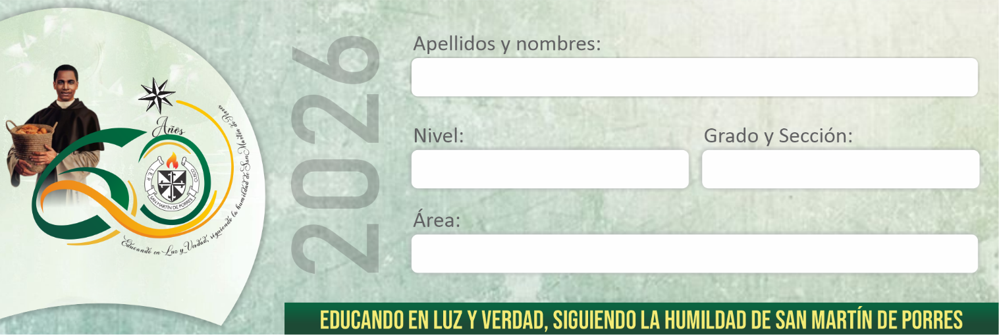 Años
Educando en Luz y Verdad, siguiendo la humildad de San Martín de Porres
I.E.P.
CUSCO
SAN MARTÍN DE PORRES
2026
Apellidos y nombres:
Nivel:
Grado y Sección:
Área:
EDUCANDO EN LUZ Y VERDAD, SIGUIENDO LA HUMILDAD DE SAN MARTÍN DE PORRES